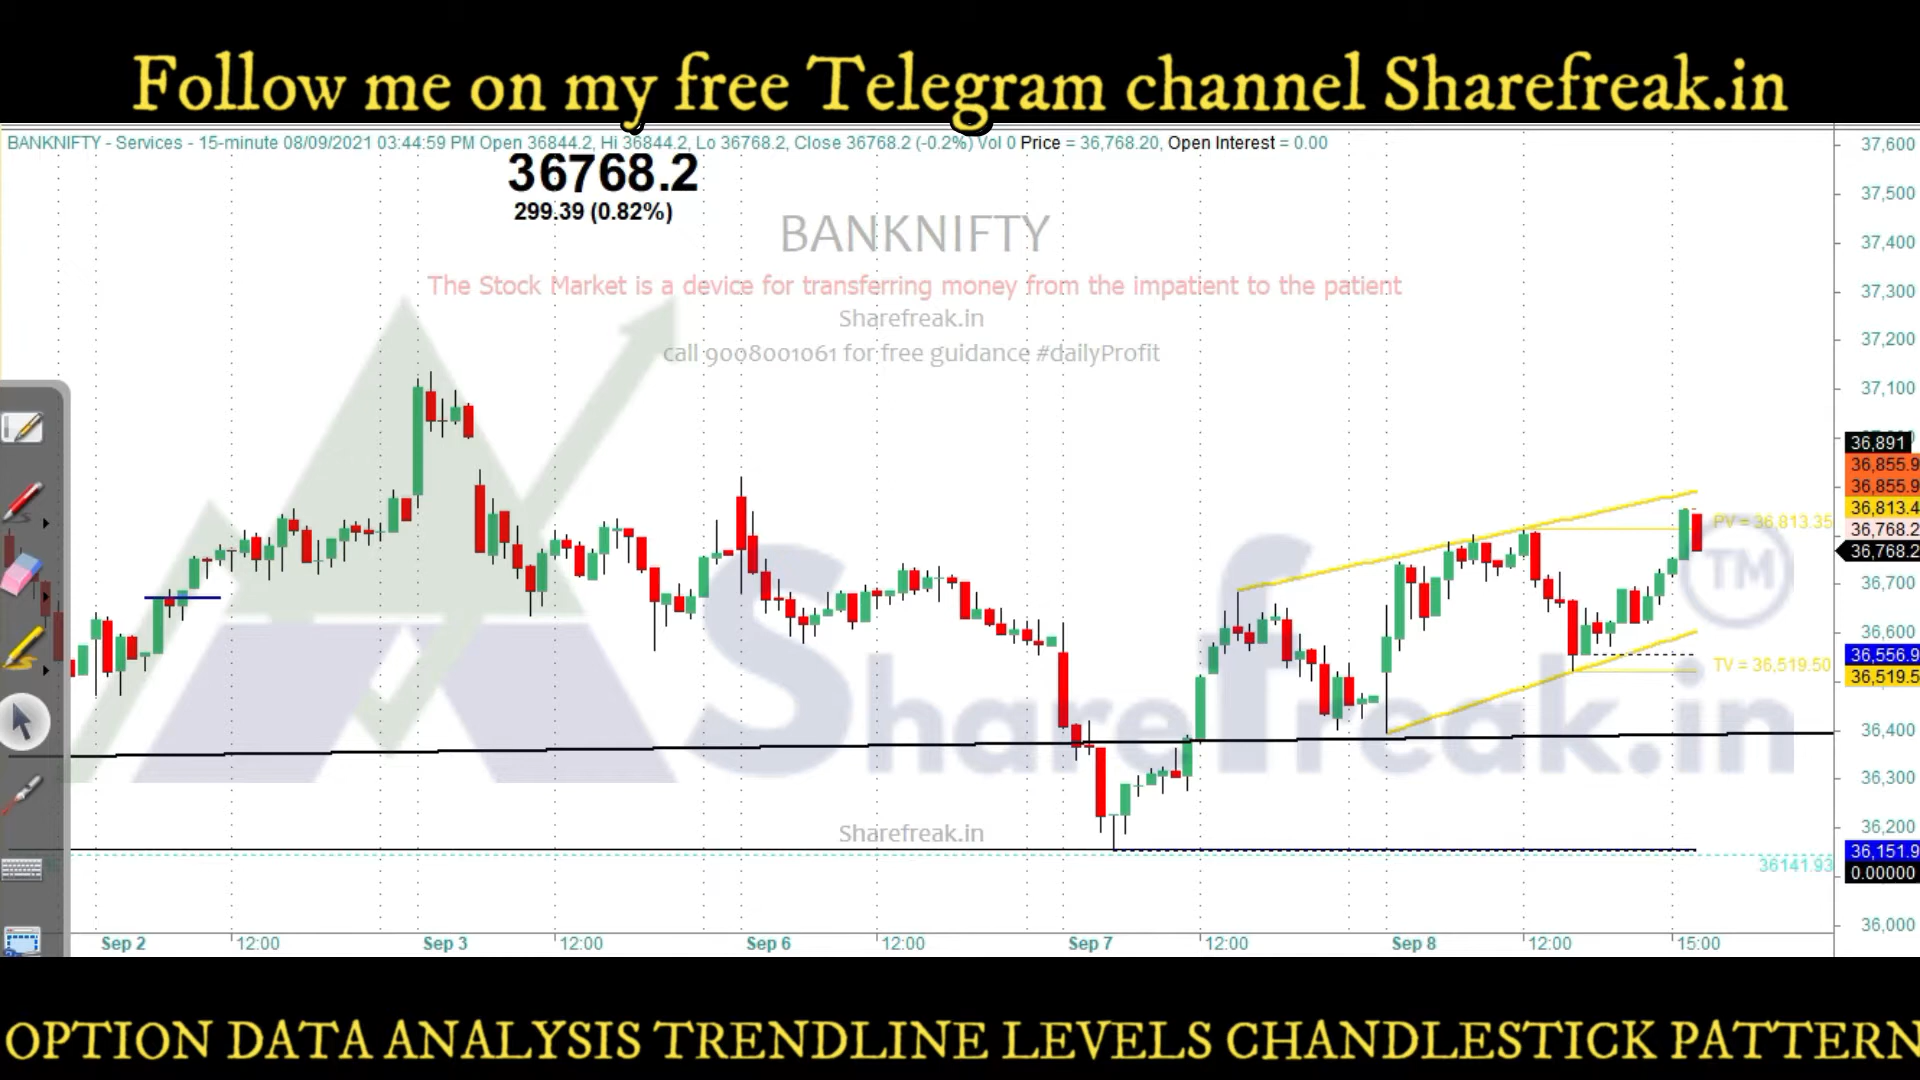 Follow me on my free Telegram channel Sharefreak.in
BANKNIFTY - Services - 15-minute 08/09/2021 03:44:59 PM Open 36844.2, Hi 36844.2, Lo 36768.2, Close 36768.2 (-0.2%) Vol 0 Price = 36,768.20, Open Interest = 0.00
36768.2
299.39 (0.82%)
BANKNIFTY
The Stock Market is a device for transferring money from the impatient to the patient
Sharefreak.in
call 9008001061 for free guidance #dailyProfit
37,600
37,500
37,400
37,300
37,200
37,100
36,891
36,855.9
36,855.9
36,813.4
PV = 36,813.35
36,768.2
36,768.2
TM
36,700
36,600
36,556.9
TV = 36,519.50
36,519.5
Sharefreak.in
36,400
36,300
36,200
Sharefreak.in
36,151.9
36141.93
0.00000
36,000
Sep 2 12:00 Sep 3 12:00 Sep 6 12:00 Sep 7 12:00 Sep 8 12:00 15:00
OPTION DATA ANALYSIS TRENDLINE LEVELS CHANDLESTICK PATTERN